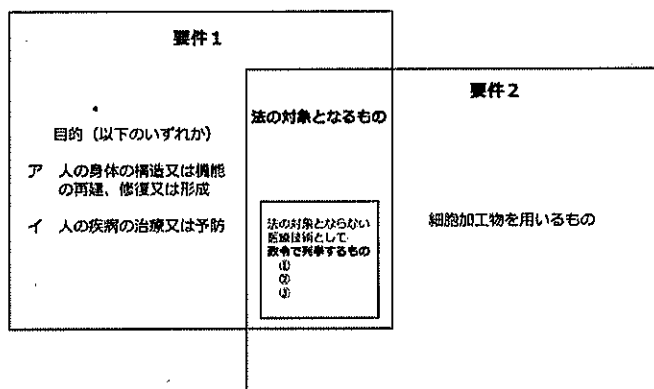 要件1
要件2
法の対象となるもの
目的（以下のいずれか）
ア 人の身体の構造又は機能
の再建、修復又は形成
イ 人の疾病の治療又は予防
法の対象とならない
医療技術として
政令で列挙するもの
(1)
(2)
(3)
細胞加工物を用いるもの